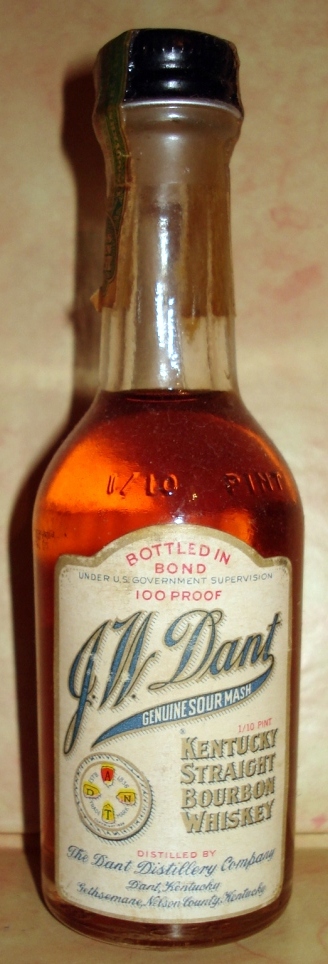 1/10 PINT
BOTTLED IN
BOND
UNDER U.S. GOVERNMENT SUPERVISION
100 PROOF
J.W. Dant
GENUINE SOUR MASH
1/10 PINT
KENTUCKY
STRAIGHT
BOURBON
WHISKEY
D A N T
DISTILLED BY
The Dant Distillery Company
Dant, Kentucky
Gethsemane, Nelson County, Kentucky